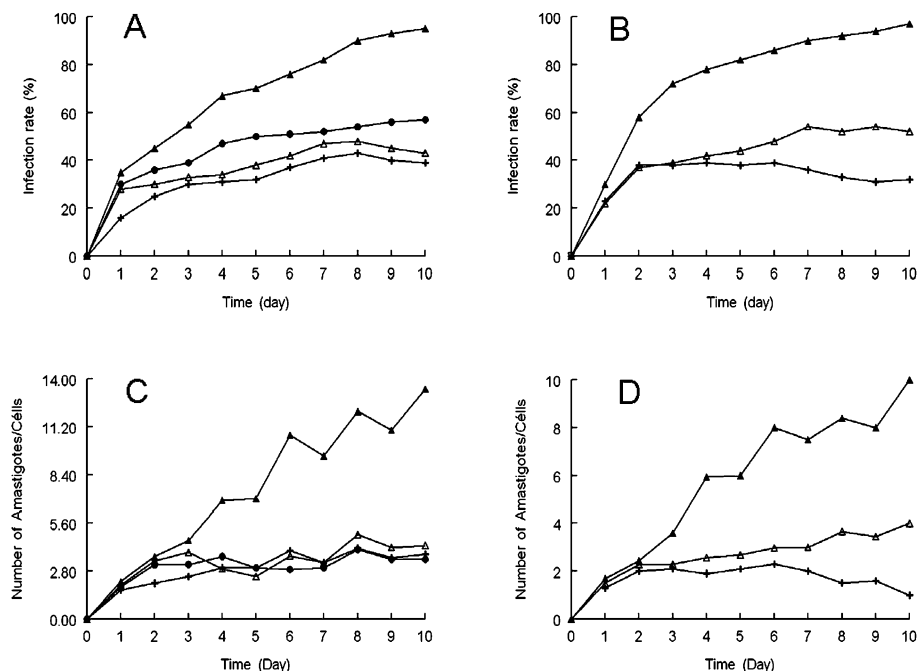 A
Infection rate (%)
100
80
60
40
20
0
0 1 2 3 4 5 6 7 8 9 10
Time (day)
B
Infection rate (%)
100
80
60
40
20
0
0 1 2 3 4 5 6 7 8 9 10
Time (day)
C
Number of Amastigotes/Célls
14.00
11.20
8.40
5.60
2.80
0.00
0 1 2 3 4 5 6 7 8 9 10
Time (Day)
D
Number of Amastigotes/Célls
10
8
6
4
2
0
0 1 2 3 4 5 6 7 8 9 10
Time (Day)